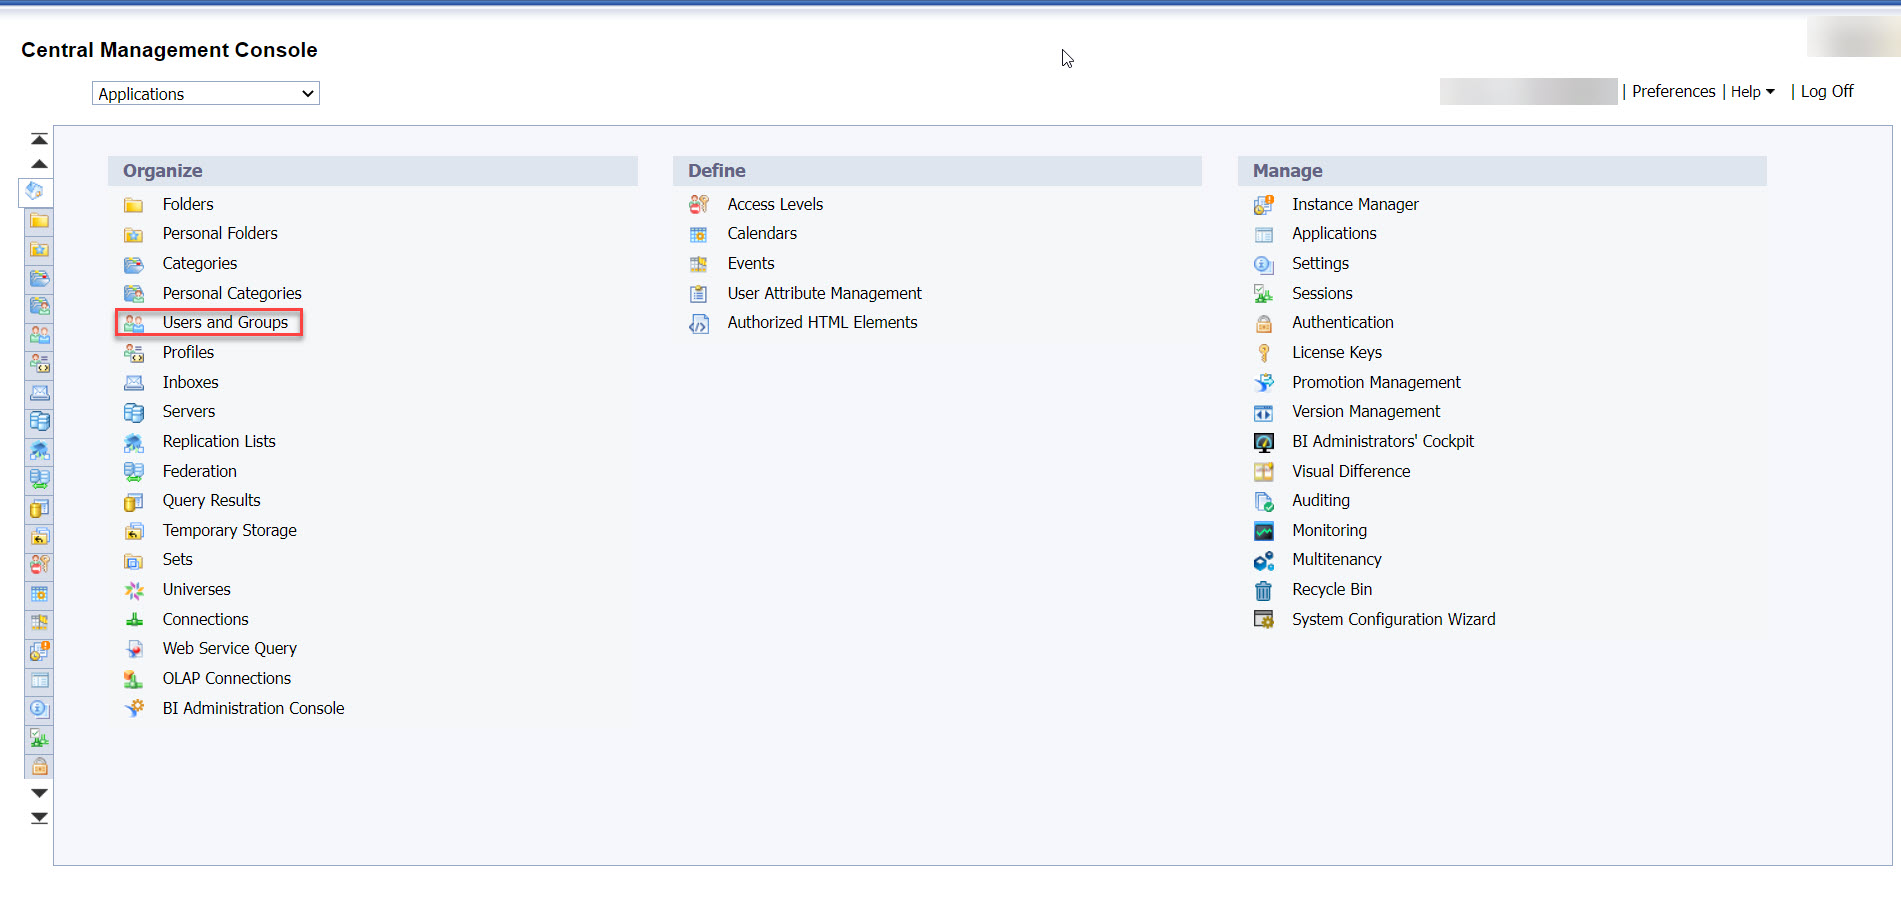 Central Management Console
Applications
| Preferences | Help | Log Off
Organize
Folders
Personal Folders
Categories
Personal Categories
Users and Groups
Profiles
Inboxes
Servers
Replication Lists
Federation
Query Results
Temporary Storage
Sets
Universes
Connections
Web Service Query
OLAP Connections
BI Administration Console
Define
Access Levels
Calendars
Events
User Attribute Management
Authorized HTML Elements
Manage
Instance Manager
Applications
Settings
Sessions
Authentication
License Keys
Promotion Management
Version Management
BI Administrators' Cockpit
Visual Difference
Auditing
Monitoring
Multitenancy
Recycle Bin
System Configuration Wizard